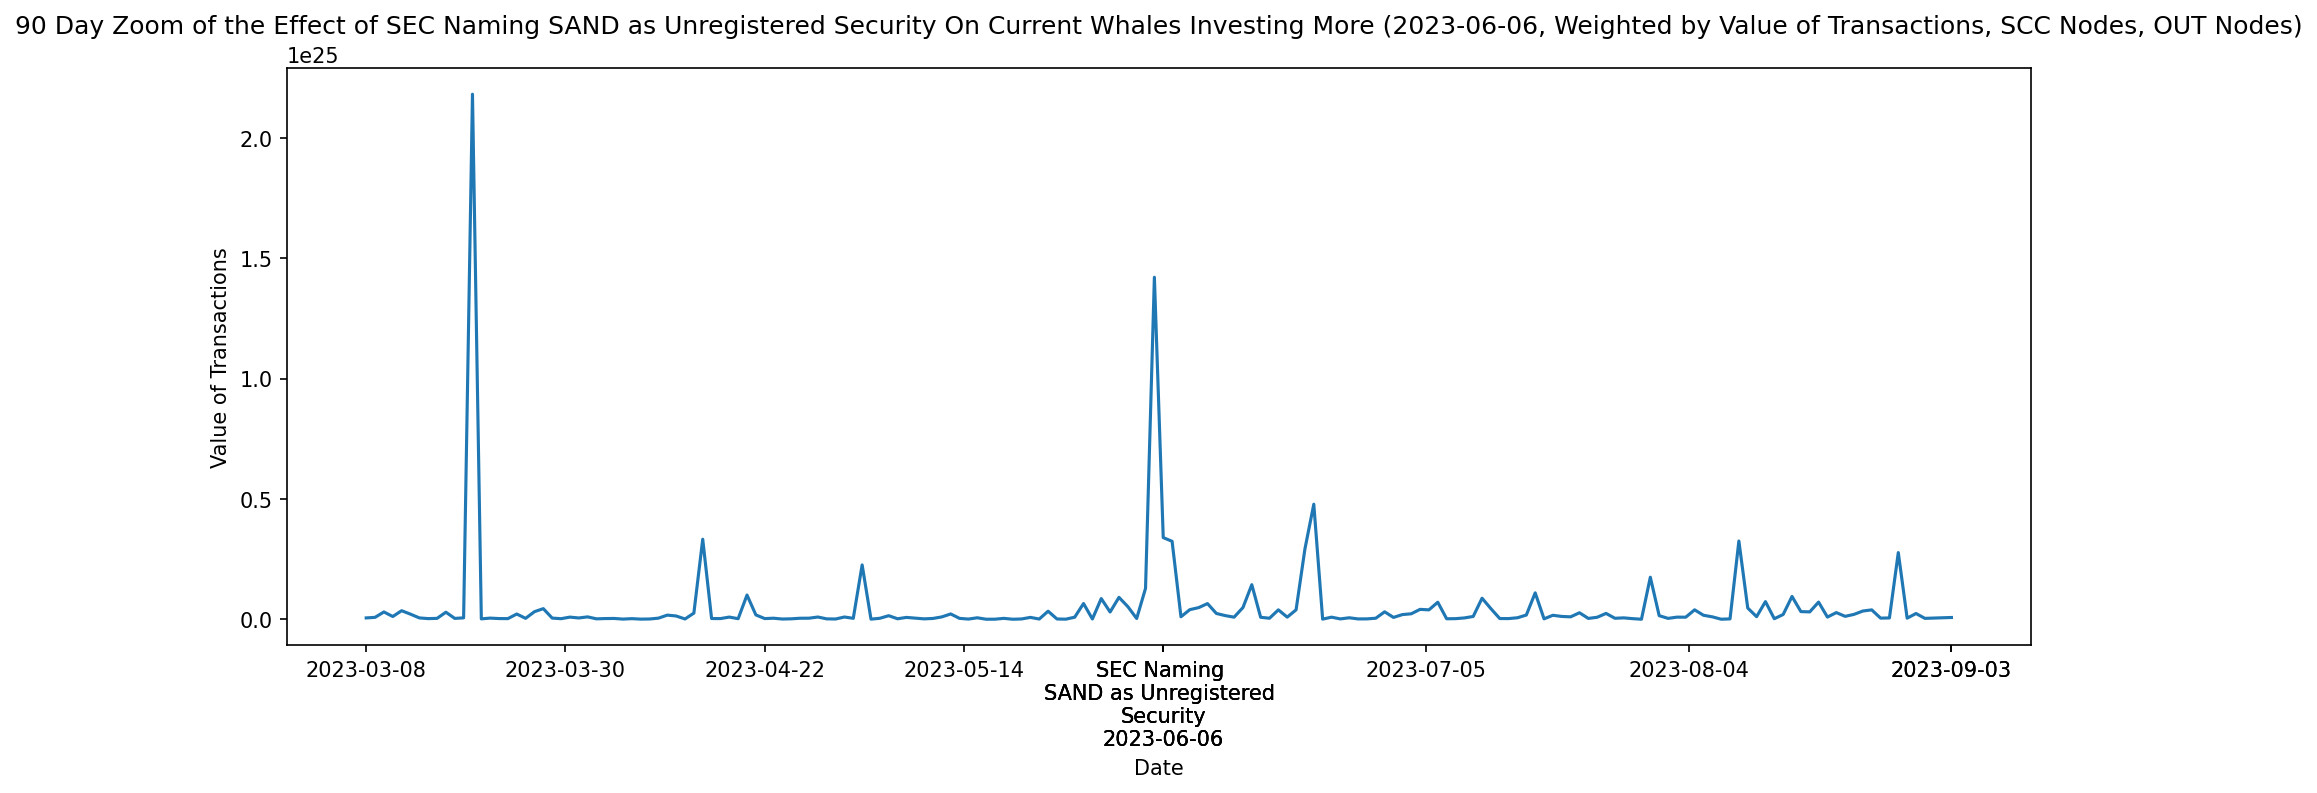 90 Day Zoom of the Effect of SEC Naming SAND as Unregistered Security On Current Whales Investing More (2023-06-06, Weighted by Value of Transactions, SCC Nodes, OUT Nodes)
1e25
2.0
1.5
1.0
0.5
0.0
Value of Transactions
2023-03-08
2023-03-30
2023-04-22
2023-05-14
SEC Naming
SAND as Unregistered
Security
2023-06-06
2023-07-05
2023-08-04
2023-09-03
Date